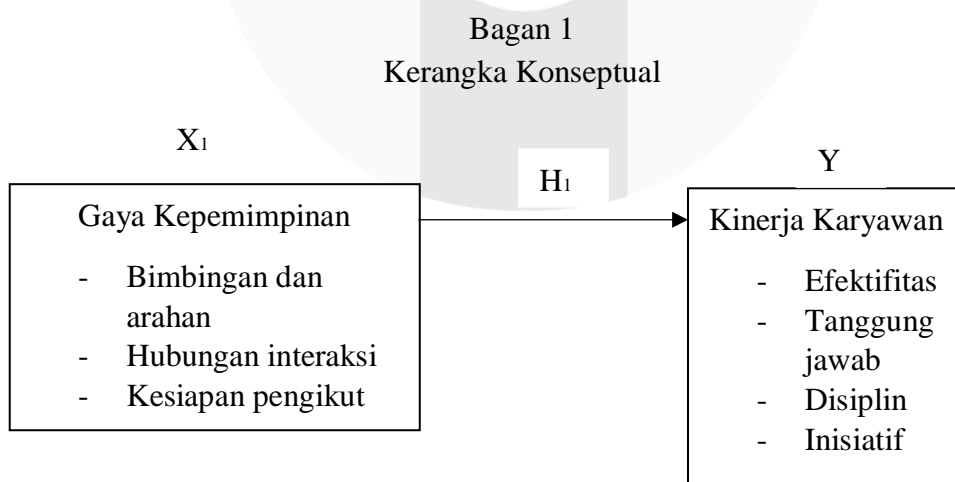 Bagan 1
Kerangka Konseptual
X1
H1
Y
Gaya Kepemimpinan
- Bimbingan dan
arahan
- Hubungan interaksi
- Kesiapan pengikut
Kinerja Karyawan
- Efektifitas
- Tanggung
jawab
- Disiplin
- Inisiatif